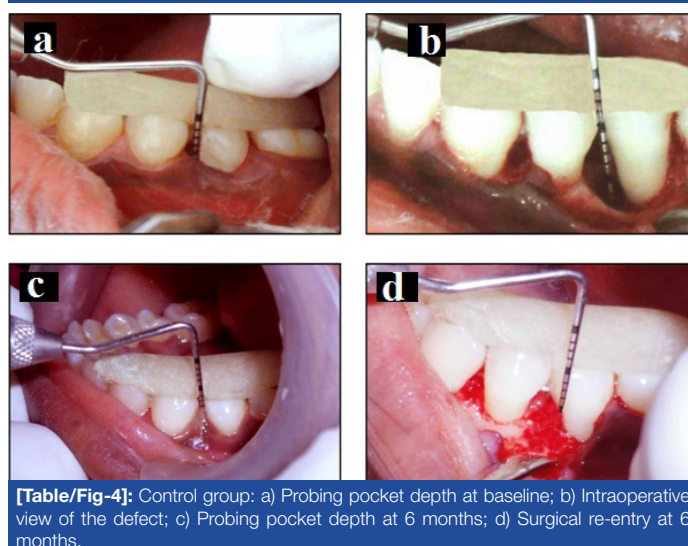 a
b
c
d
[Table/Fig-4]: Control group: a) Probing pocket depth at baseline; b) Intraoperative
view of the defect; c) Probing pocket depth at 6 months; d) Surgical re-entry at 6
months.